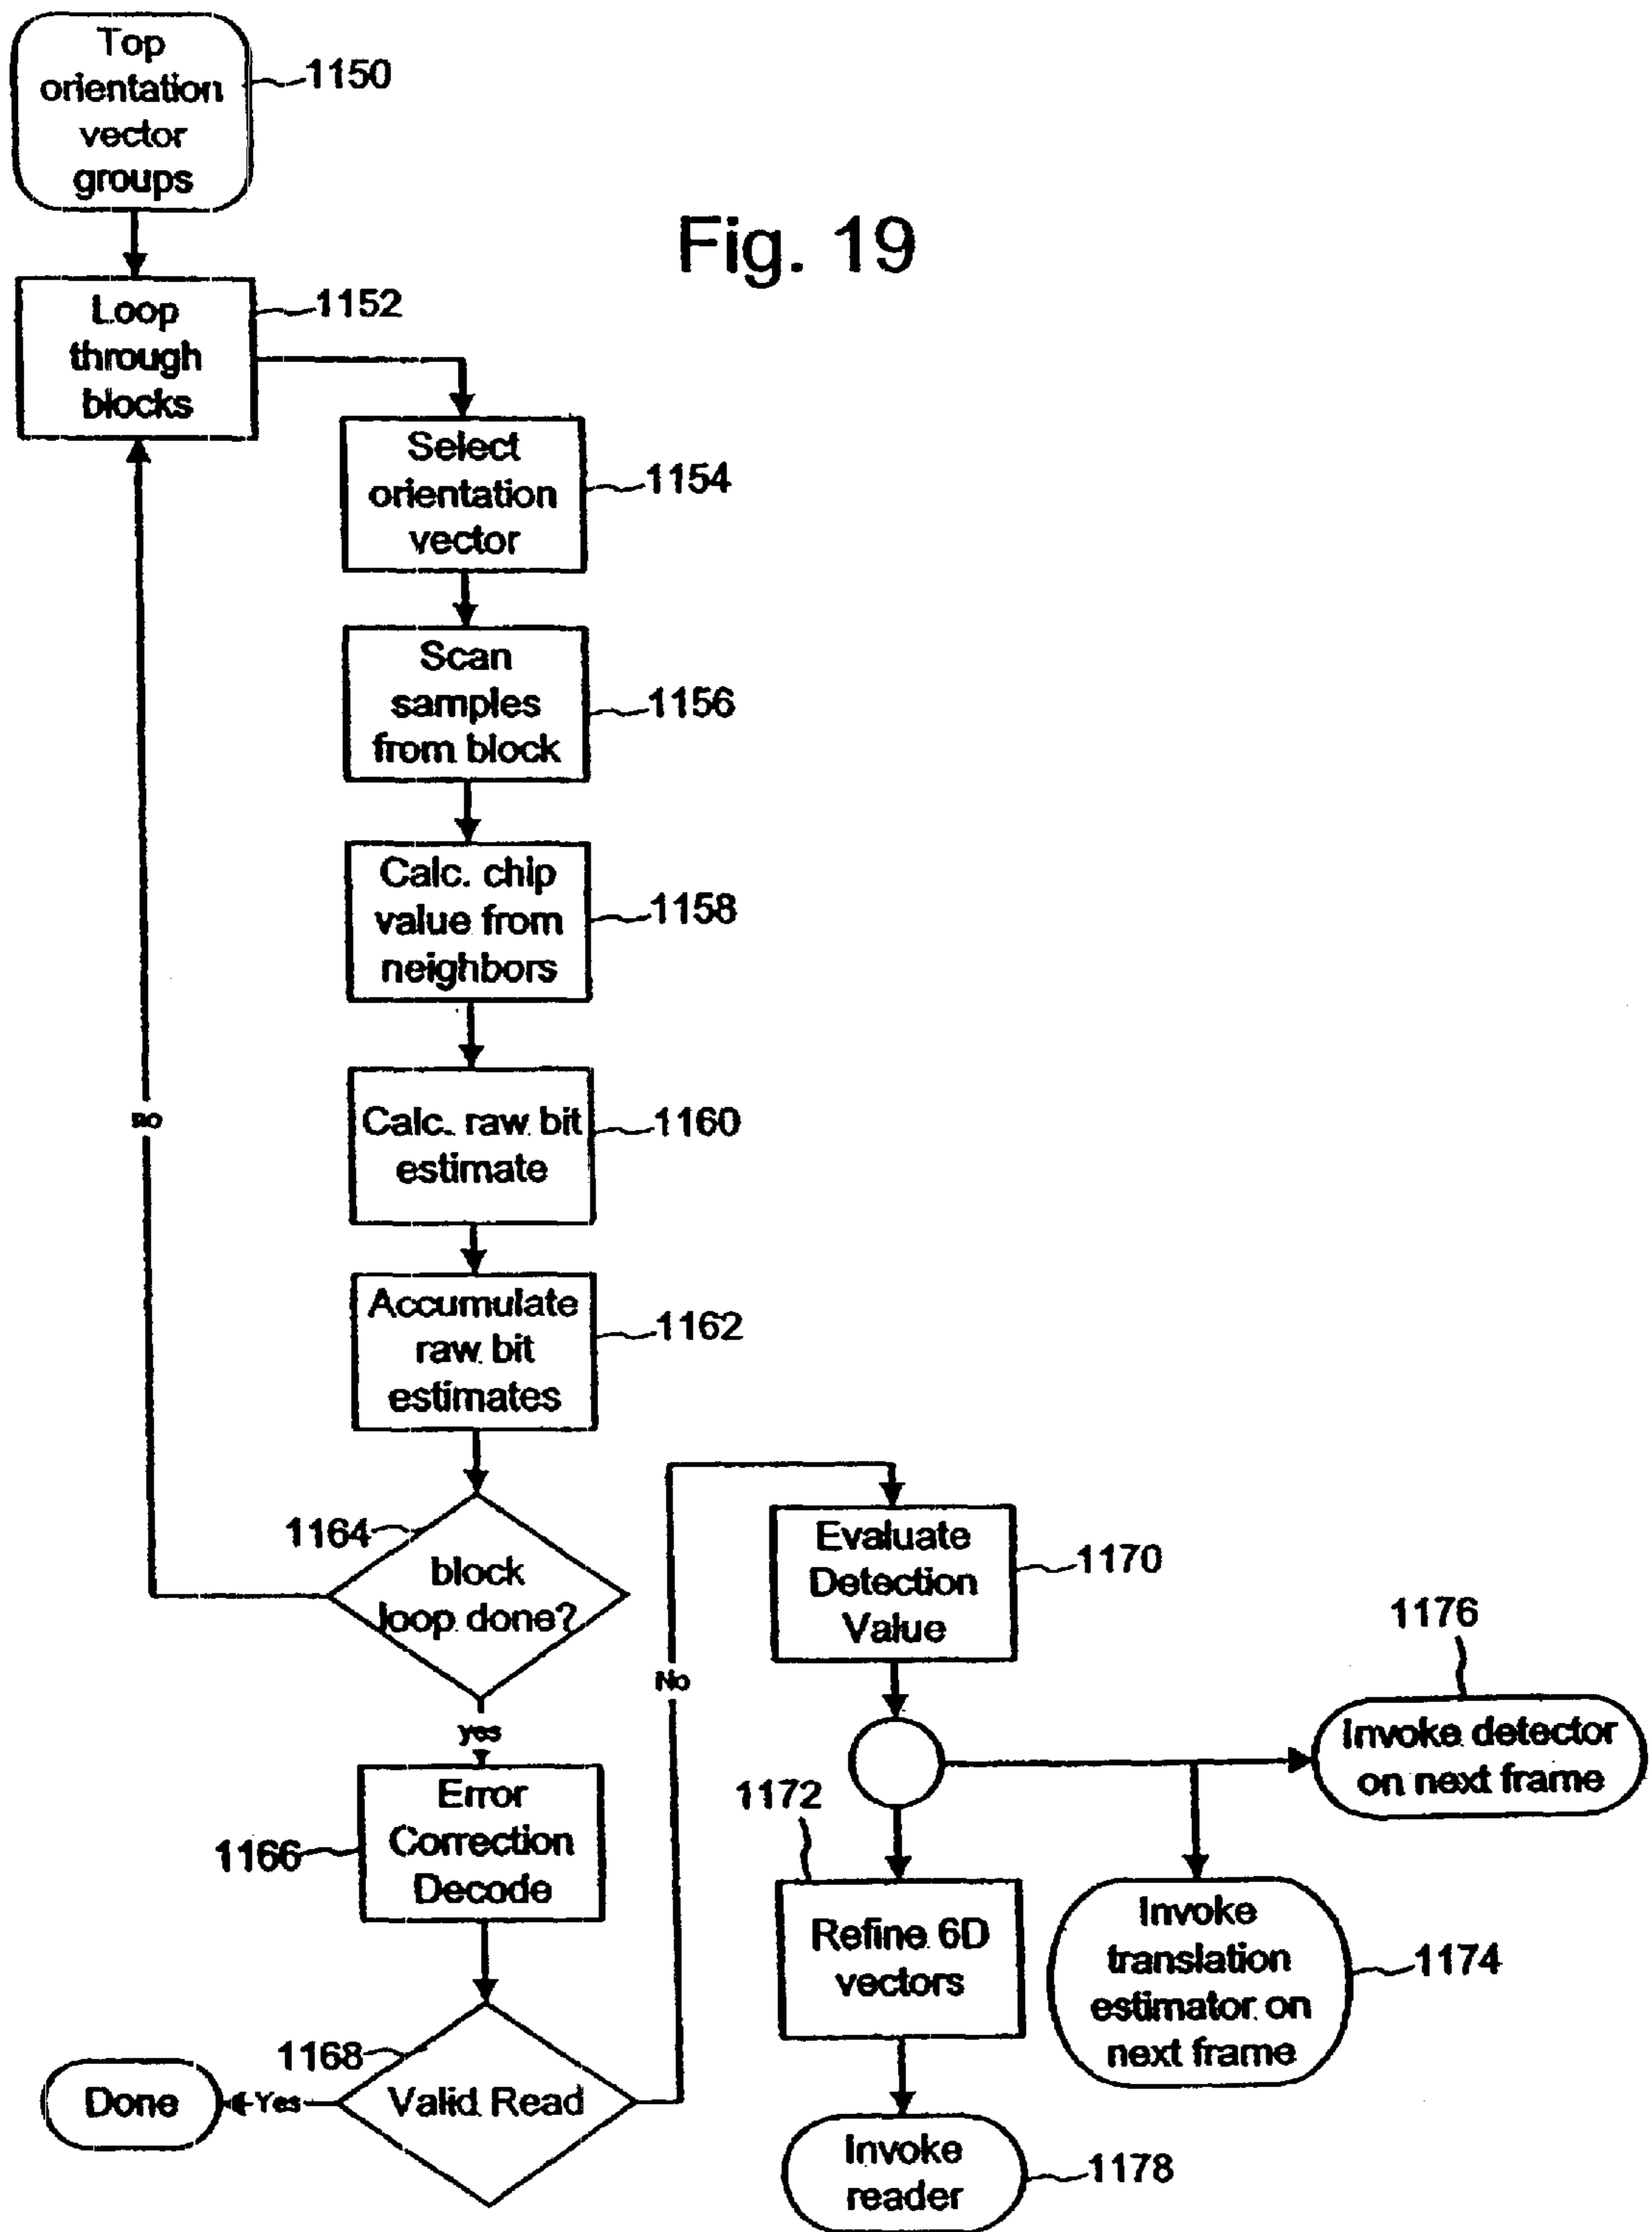 Top
orientation
vector
groups
1150
Fig. 19
Loop
through
blocks
1152
Select
orientation
vector
1154
Scan
samples
from block
1156
Calc. chip
value from
neighbors
1158
no
Calc. raw bit
estimate
1160
Accumulate
raw bit
estimates
1162
1164
block
loop done?
yes
Error
Correction
Decode
1166
1168
Valid Read
Yes
Done
No
Evaluate
Detection
Value
1170
1176
Invoke detector
on next frame
1172
Refine 6D
vectors
Invoke
translation
estimator on
next frame
1174
Invoke
reader
1178